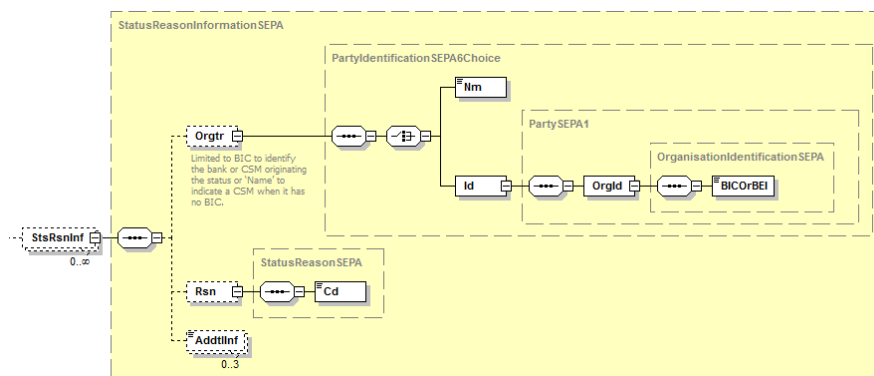 StatusReasonInformationSEPA
PartyIdentificationSEPA6Choice
Nm
PartySEPA1
Orgtr
OrganisationIdentificationSEPA
Limited to BIC to identify
the bank or CSM originating
the status or 'Name' to
indicate a CSM when it has
no BIC.
Id
OrgId
BICOrBEI
StsRsnInf
0..∞
StatusReasonSEPA
Rsn
Cd
AddtlInf
0..3